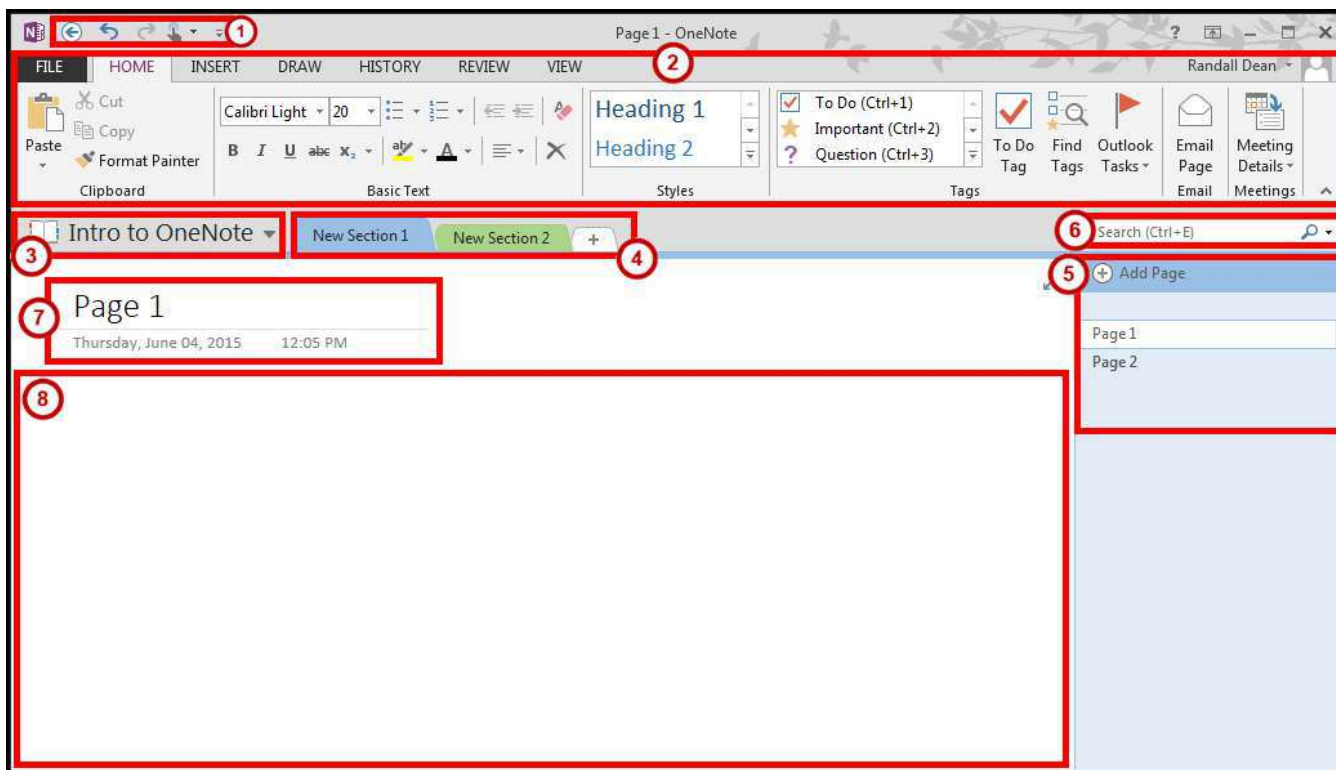 Page 1 - OneNote ?
1
2
FILE HOME INSERT DRAW HISTORY REVIEW VIEW Randall Dean
Paste
Cut
Copy
Format Painter
Clipboard
Calibri Light 20
B I U abc X₂ aby A
Basic Text
Heading 1
Heading 2
Styles
To Do (Ctrl+1)
Important (Ctrl+2)
? Question (Ctrl+3)
To Do Tag
Find Tags
Outlook Tasks
Tags
Email Page
Email
Meeting Details
Meetings
3
Intro to OneNote
New Section 1 New Section 2 +
4
6
Search (Ctrl+E)
5
Add Page
Page 1
Page 2
7
Page 1
Thursday, June 04, 2015 12:05 PM
8